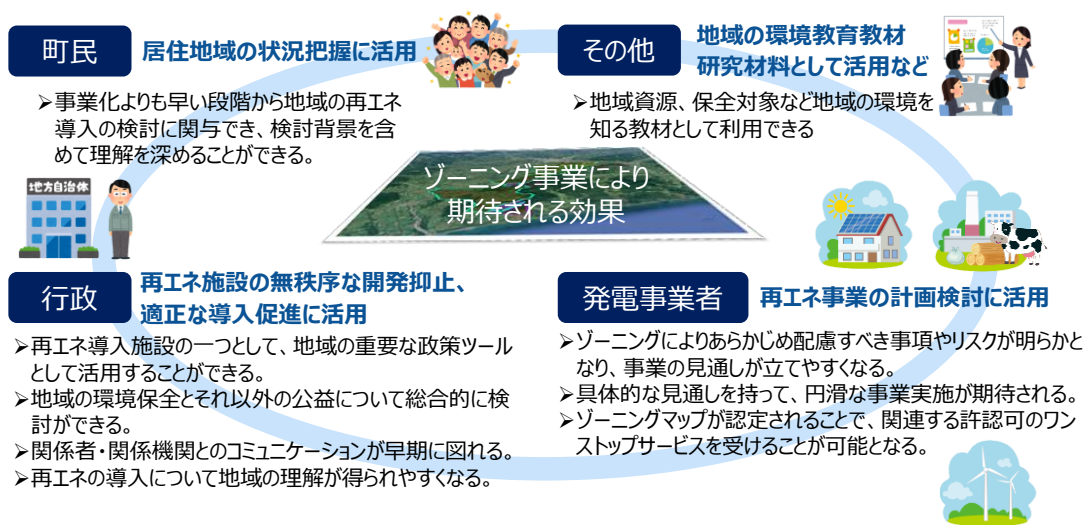 町民
居住地域の状況把握に活用
➢事業化よりも早い段階から地域の再エネ
導入の検討に関与でき、検討背景を含
めて理解を深めることができる。
その他
地域の環境教育教材
研究材料として活用など
➢地域資源、保全対象など地域の環境を
知る教材として利用できる
ゾーニング事業により
期待される効果
地方自治体
行政
再エネ施設の無秩序な開発抑止、
適正な導入促進に活用
➢再エネ導入施設の一つとして、地域の重要な政策ツール
として活用することができる。
➢地域の環境保全とそれ以外の公益について総合的に検
討ができる。
➢関係者・関係機関とのコミュニケーションが早期に図れる。
➢再エネの導入について地域の理解が得られやすくなる。
発電事業者
再エネ事業の計画検討に活用
➢ゾーニングによりあらかじめ配慮すべき事項やリスクが明らかと
なり、事業の見通しが立てやすくなる。
➢具体的な見通しを持って、円滑な事業実施が期待される。
➢ゾーニングマップが認定されることで、関連する許認可のワン
ストップサービスを受けることが可能となる。